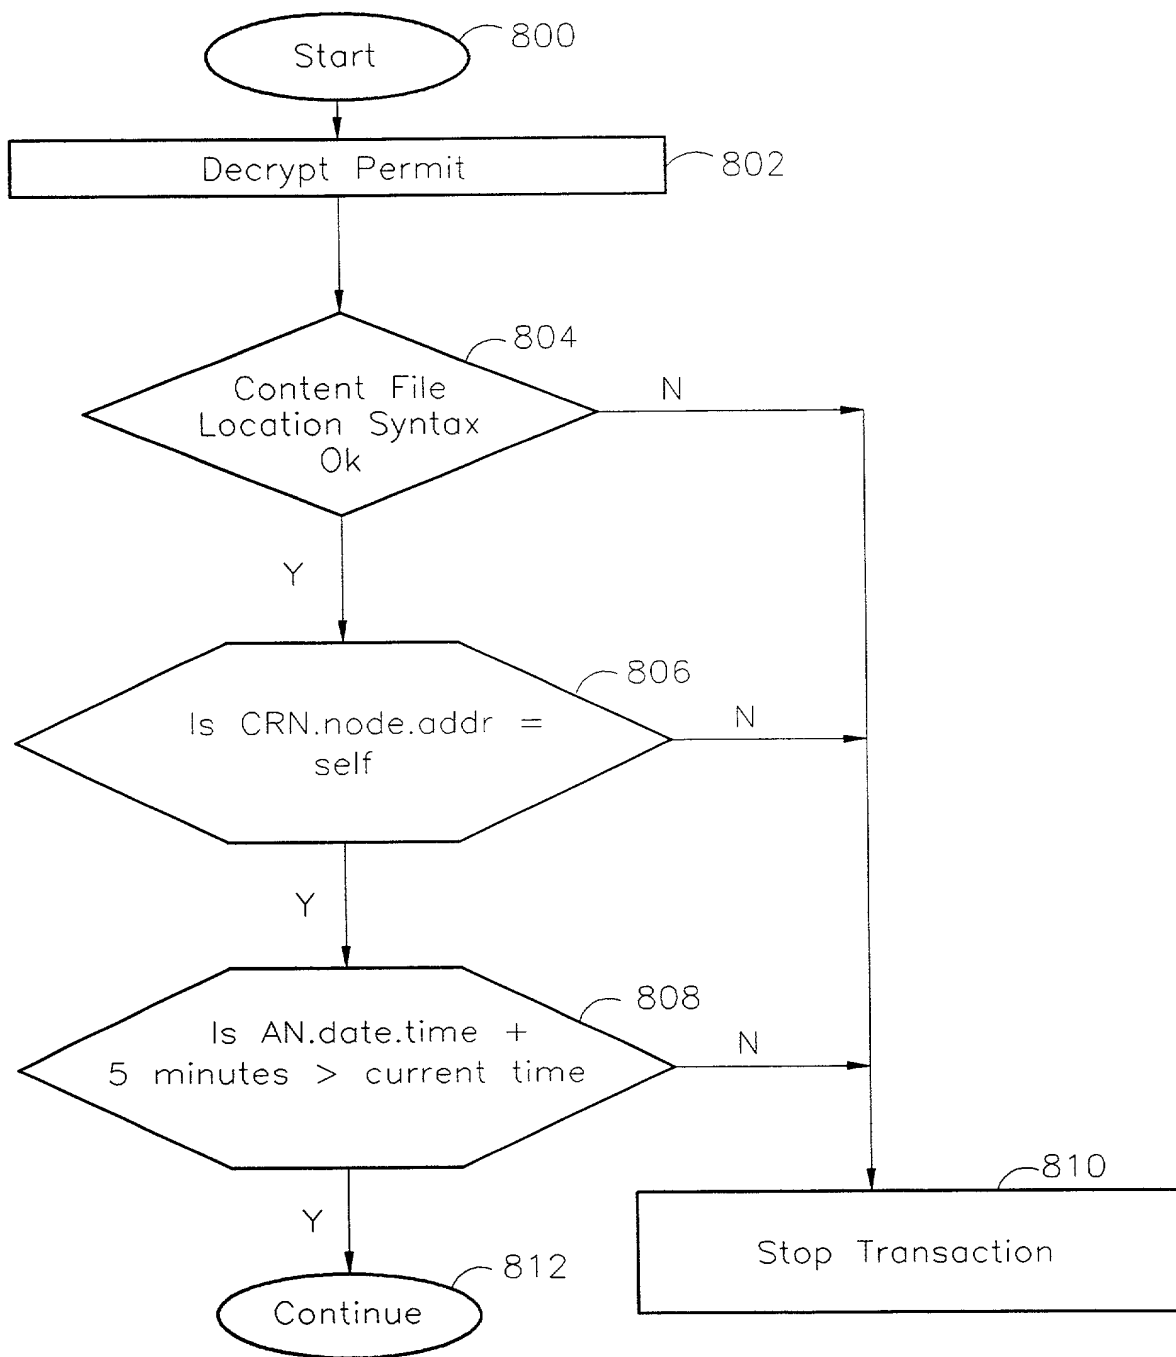 Start
800
Decrypt Permit
802
804
Content File
Location Syntax
Ok
N
Y
806
Is CRN.node.addr =
self
N
Y
808
Is AN.date.time +
5 minutes > current time
N
Y
810
Stop Transaction
812
Continue